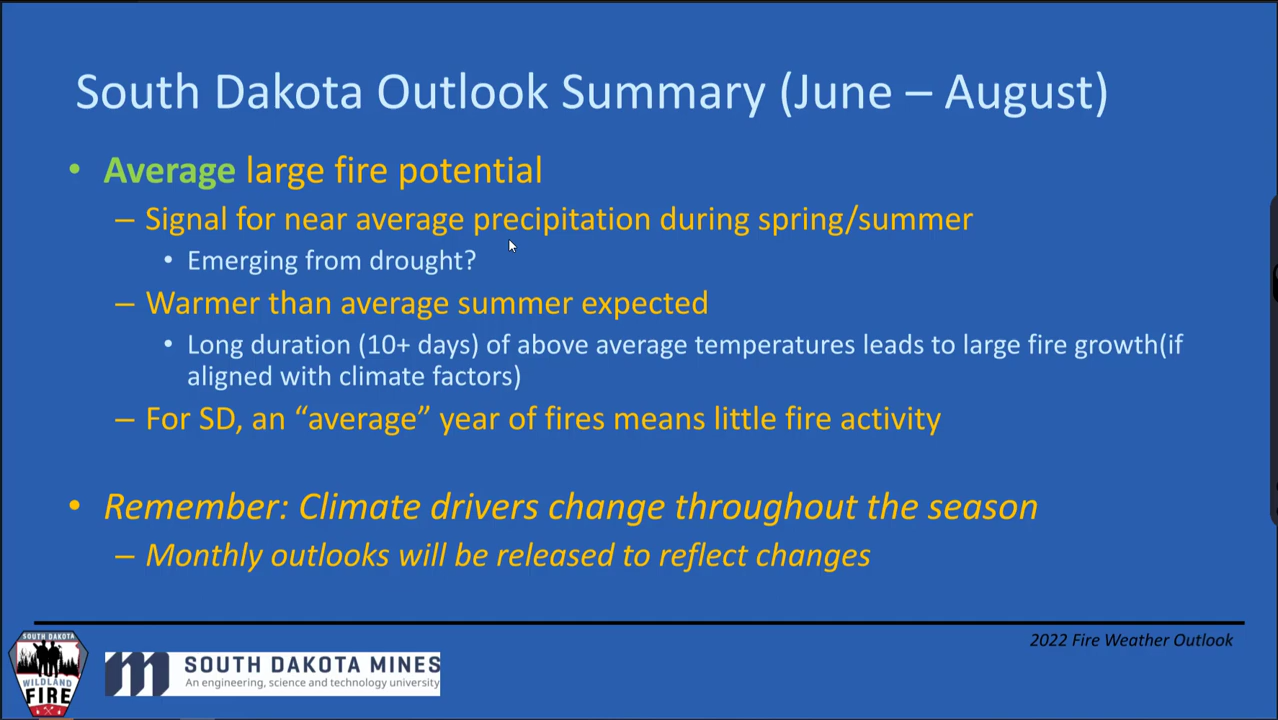 South Dakota Outlook Summary (June – August)
• Average large fire potential
– Signal for near average precipitation during spring/summer
• Emerging from drought?
– Warmer than average summer expected
• Long duration (10+ days) of above average temperatures leads to large fire growth(if
aligned with climate factors)
– For SD, an “average” year of fires means little fire activity
• Remember: Climate drivers change throughout the season
– Monthly outlooks will be released to reflect changes
2022 Fire Weather Outlook
SOUTH DAKOTA
WILDLAND
FIRE
SOUTH DAKOTA MINES
An engineering, science and technology university